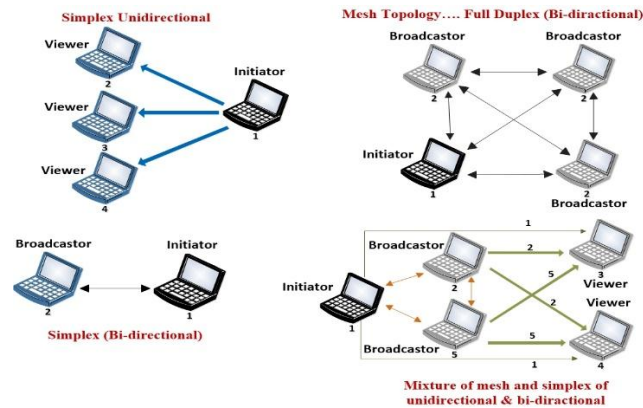 Simplex Unidirectional
Viewer
2
Initiator
Viewer
3
1
Viewer
4
Mesh Topology.... Full Duplex (Bi-diractional)
Broadcastor
Broadcastor
2
2
Initiator
1
2
Broadcastor
Broadcastor
Initiator
2
1
Simplex (Bi-directional)
1
Broadcastor
2
2
5
3
Viewer
Initiator
1
2
Viewer
Broadcastor
5
5
4
1
Mixture of mesh and simplex of
unidirectional & bi-diractional